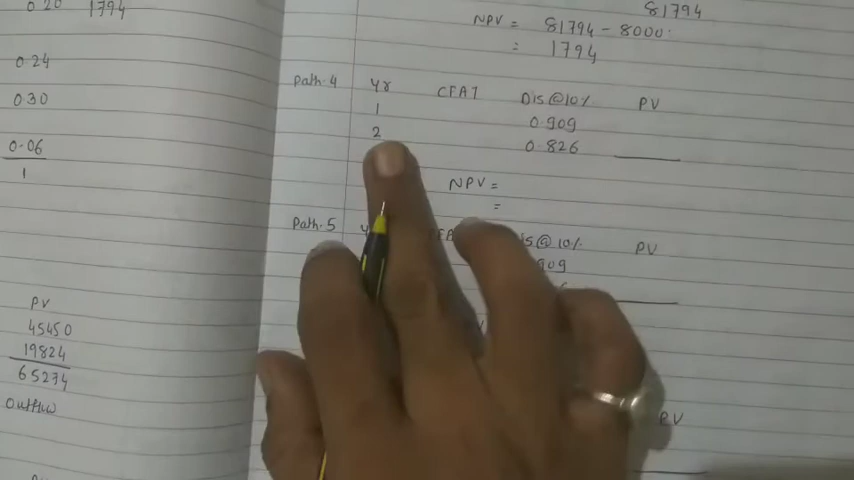 0.20 1794
0.24
0.30
0.06
1
PV
45450
19824
65274
Outflow
81794
NPV = 81794 - 8000
= 1794
Path-4 Yr CFAT Dis@10% PV
1 0.909
2 0.826
NPV =
=
Path-5 @10% PV
909
PV